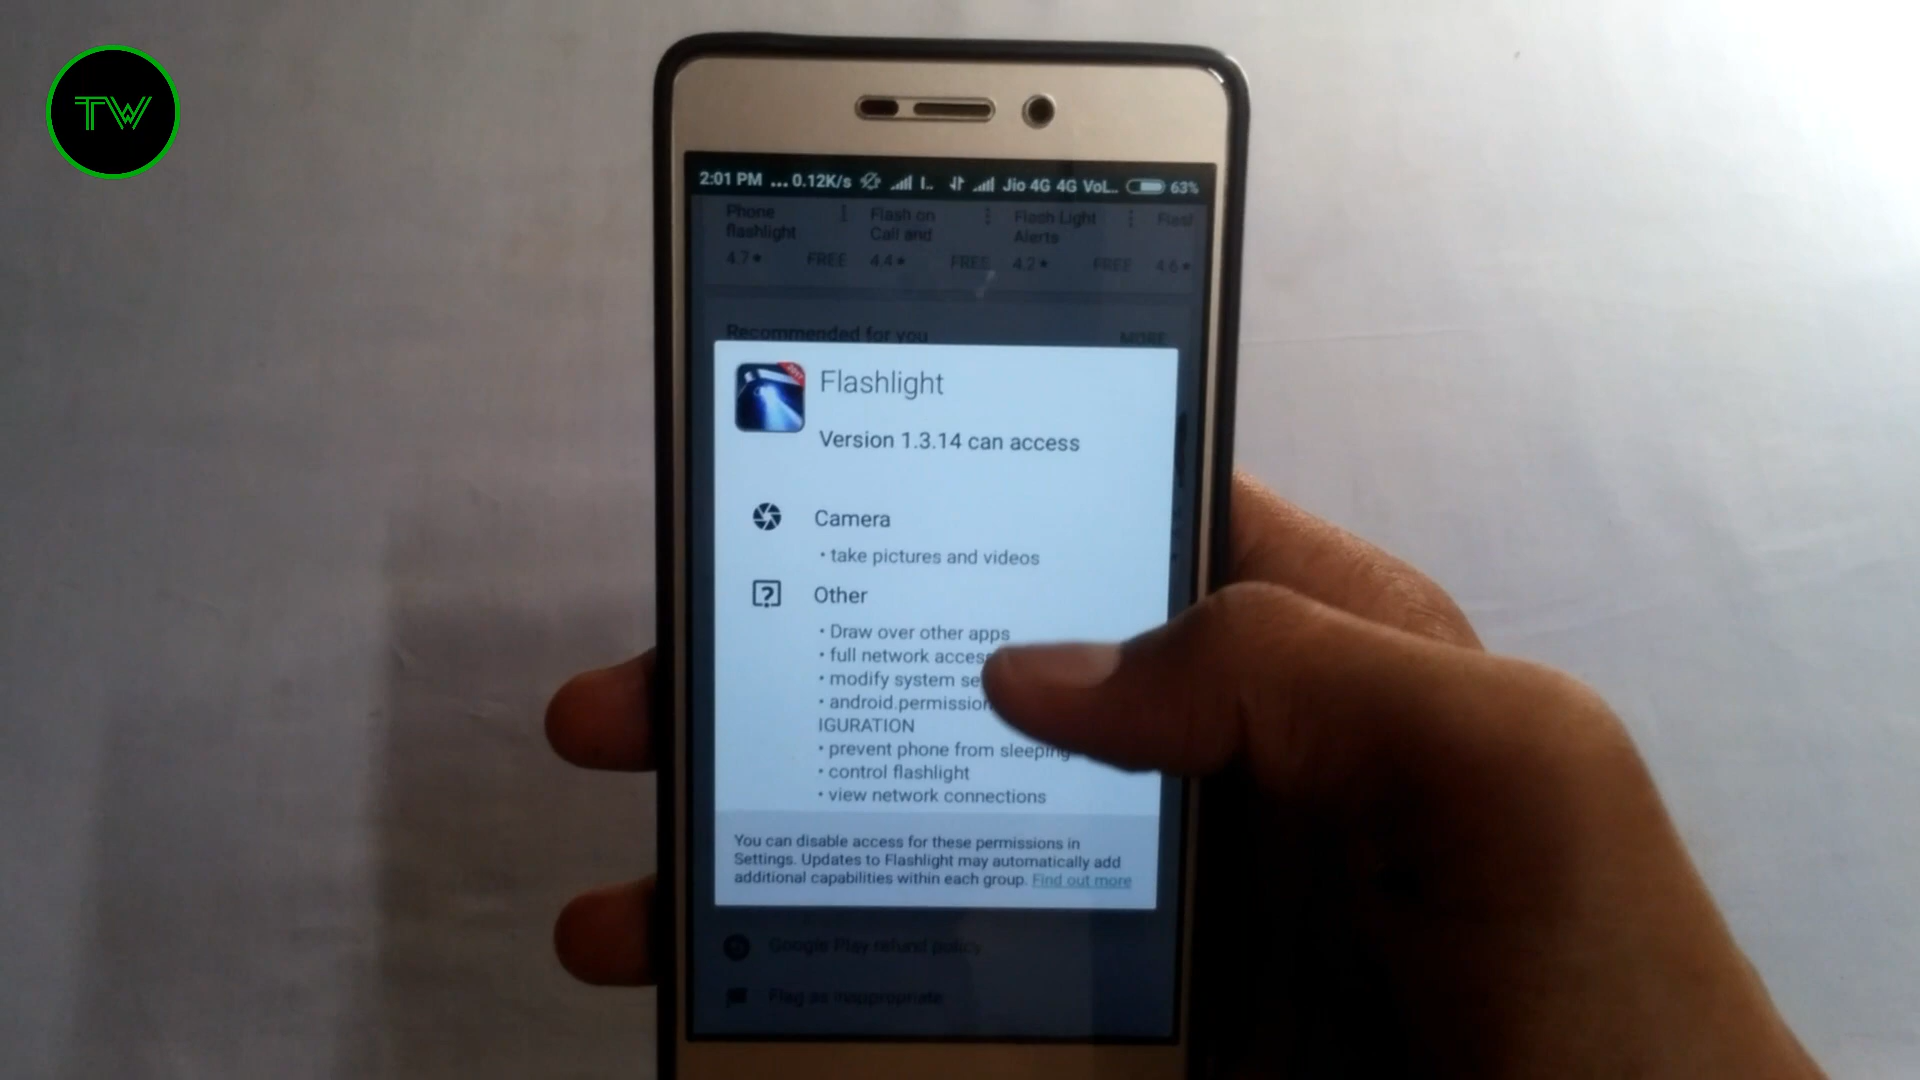 TW
2:01 PM ... 0.12K/s Jio 4G 4G VoL.. 63%
Phone flashlight
Flash on Call and
Flash Light Alerts
Flas
4.7★ FREE 4.4★ FREE 4.2★ FREE 4.6★
Recommended for you MORE
2017
Flashlight
Version 1.3.14 can access
Camera
• take pictures and videos
Other
• Draw over other apps
• full network acces
• modify system se
• android.permission
IGURATION
• prevent phone from sleeping
• control flashlight
• view network connections
You can disable access for these permissions in
Settings. Updates to Flashlight may automatically add
additional capabilities within each group. Find out more
Google Play refund policy
Flag as inappropriate